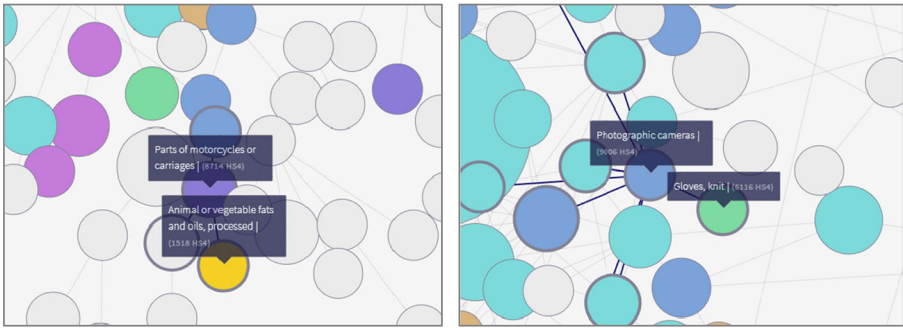 Parts of motorcycles or
carriages | (8714 HS4)
Animal or vegetable fats
and oils, processed |
(1518 HS4)
Photographic cameras |
(9006 HS4)
Gloves, knit | (6116 HS4)